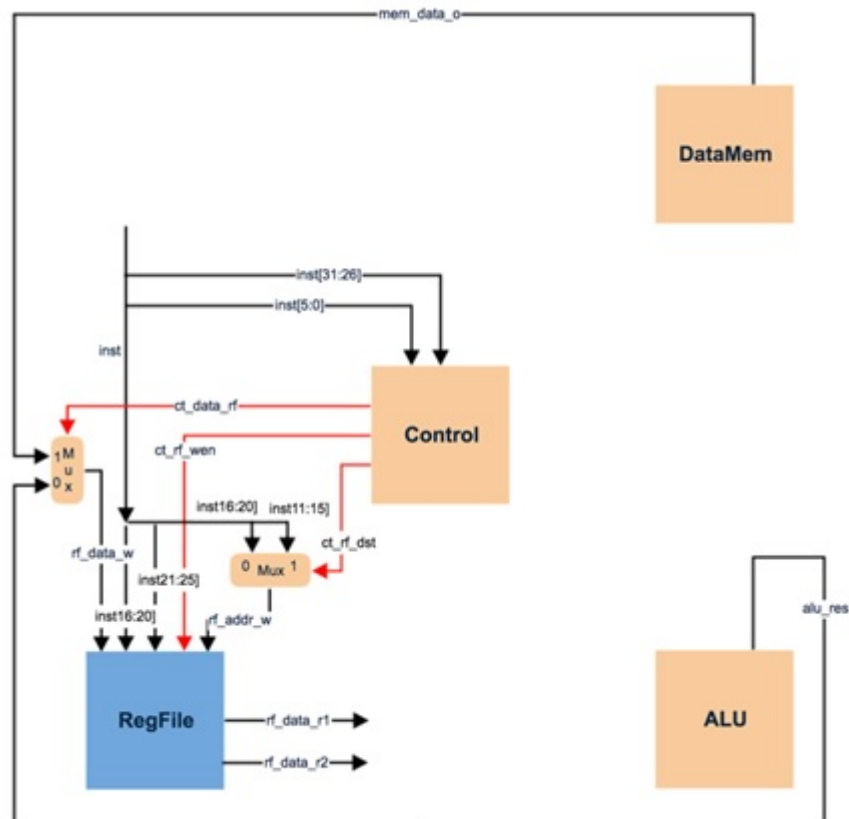 mem_data_o
DataMem
inst[31:26]
inst[5:0]
inst
ct_data_rf
Control
ct_rf_wen
1 M
u
0 x
inst16:20]
inst11:15]
ct_rf_dst
rf_data_w
0 Mux 1
inst21:25]
alu_res
inst16:20]
rf_addr_w
RegFile
rf_data_r1
ALU
rf_data_r2